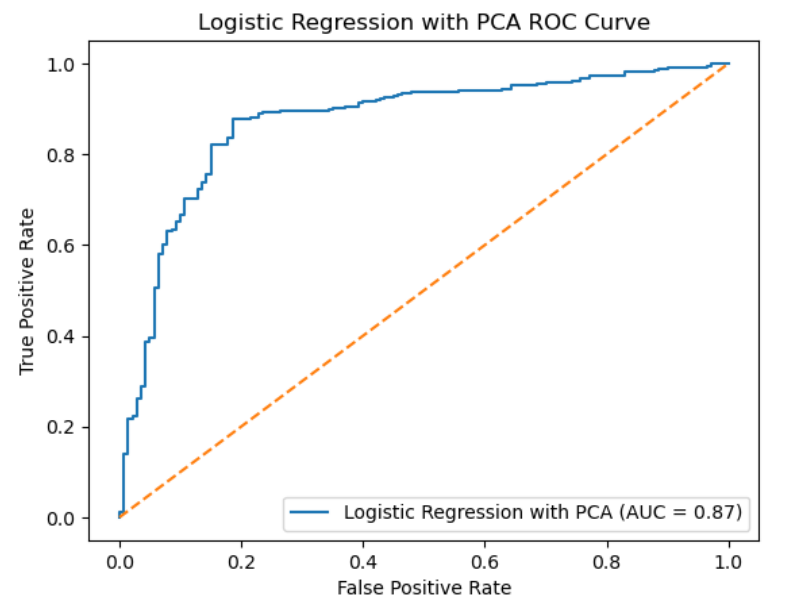 Logistic Regression with PCA ROC Curve
1.0
0.8
0.6
0.4
0.2
0.0
True Positive Rate
Logistic Regression with PCA (AUC = 0.87)
0.0 0.2 0.4 0.6 0.8 1.0
False Positive Rate